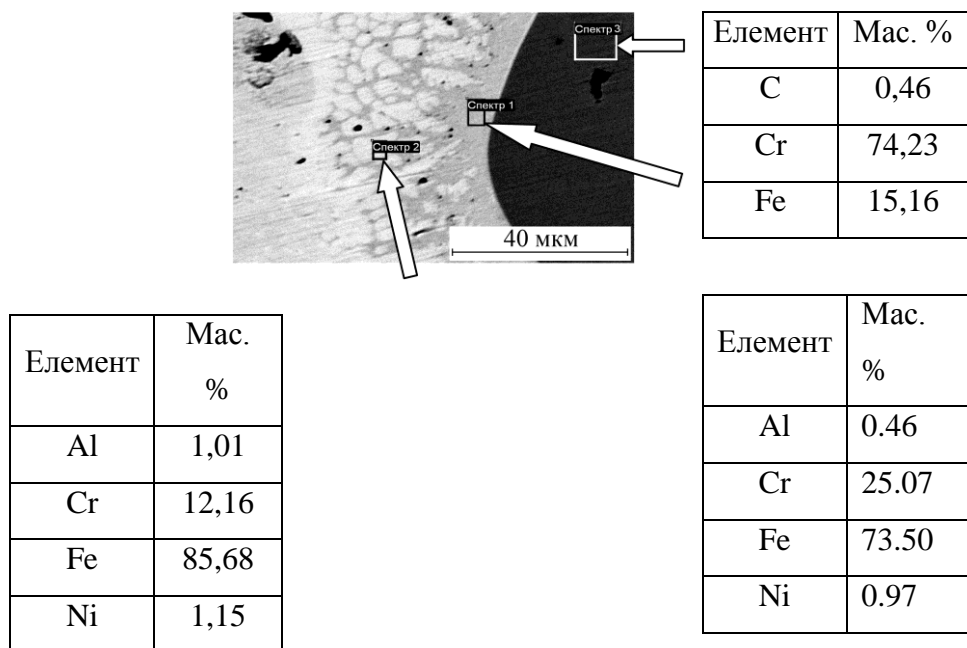 Спектр 3
Спектр 1
Спектр 2
40 мкм
Елемент Мас. %
C 0,46
Cr 74,23
Fe 15,16
Елемент Мас.
%
Al 1,01
Cr 12,16
Fe 85,68
Ni 1,15
Елемент Мас.
%
Al 0.46
Cr 25.07
Fe 73.50
Ni 0.97